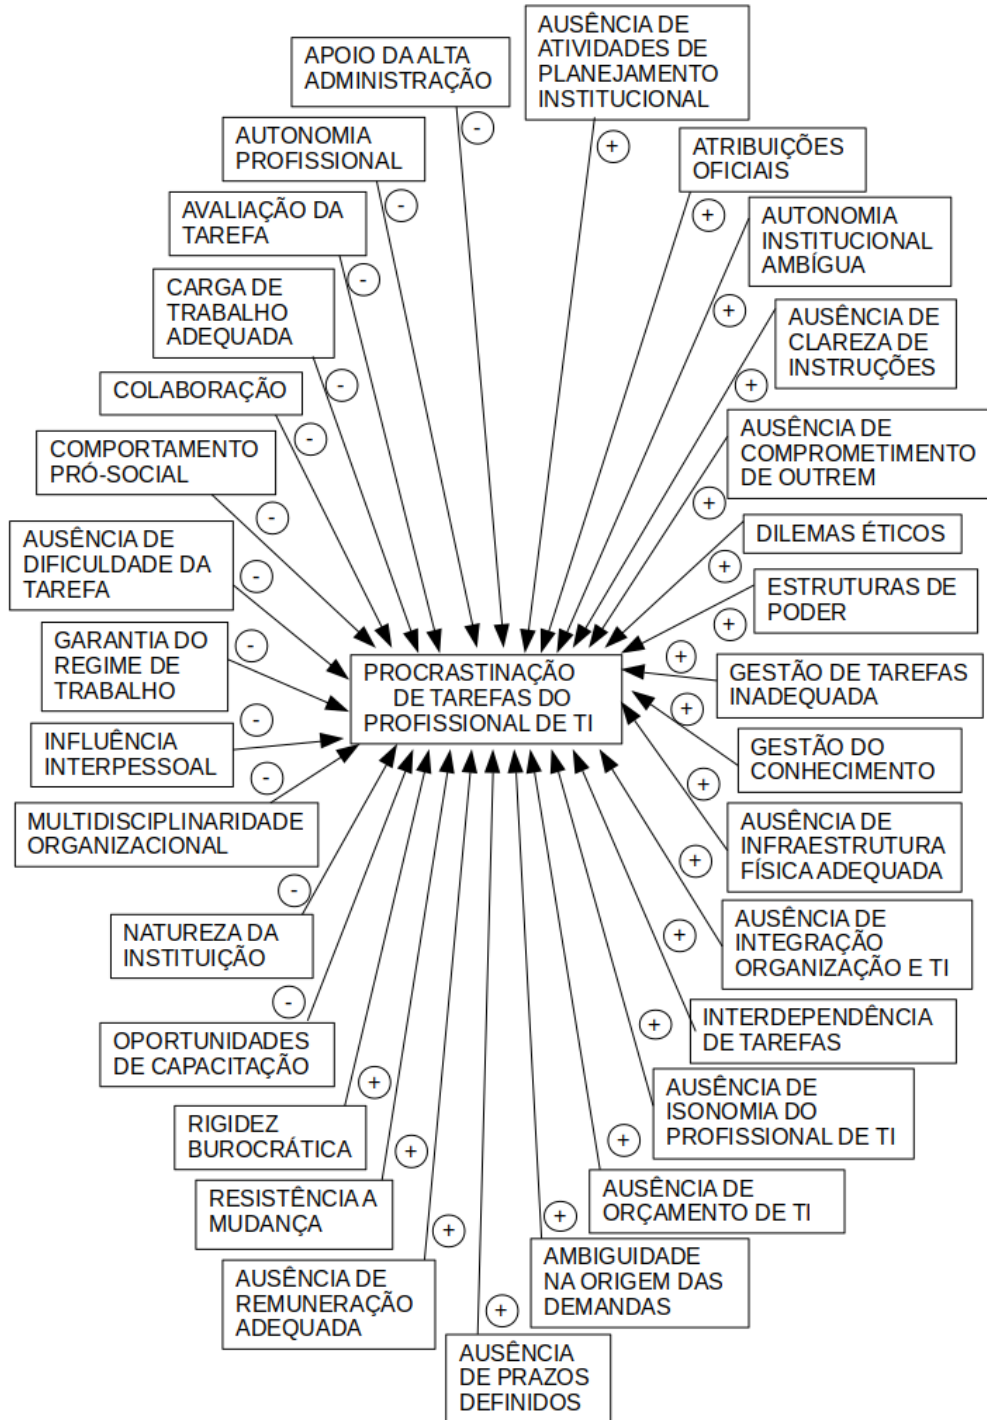 APOIO DA ALTA
ADMINISTRAÇÃO
-
AUSÊNCIA DE
ATIVIDADES DE
PLANEJAMENTO
INSTITUCIONAL
+
AUTONOMIA
PROFISSIONAL
-
ATRIBUIÇÕES
OFICIAIS
+
AVALIAÇÃO DA
TAREFA
-
AUTONOMIA
INSTITUCIONAL
AMBÍGUA
+
CARGA DE
TRABALHO
ADEQUADA
-
AUSÊNCIA DE
CLAREZA DE
INSTRUÇÕES
+
COLABORAÇÃO
-
AUSÊNCIA DE
COMPROMETIMENTO
DE OUTREM
+
COMPORTAMENTO
PRÓ-SOCIAL
-
DILEMAS ÉTICOS
+
AUSÊNCIA DE
DIFICULDADE DA
TAREFA
-
ESTRUTURAS DE
PODER
+
GARANTIA DO
REGIME DE
TRABALHO
-
PROCRASTINAÇÃO
DE TAREFAS DO
PROFISSIONAL DE TI
GESTÃO DE TAREFAS
INADEQUADA
+
INFLUÊNCIA
INTERPESSOAL
-
GESTÃO DO
CONHECIMENTO
+
MULTIDISCIPLINARIDADE
ORGANIZACIONAL
-
AUSÊNCIA DE
INFRAESTRUTURA
FÍSICA ADEQUADA
+
NATUREZA DA
INSTITUIÇÃO
-
AUSÊNCIA DE
INTEGRAÇÃO
ORGANIZAÇÃO E TI
+
OPORTUNIDADES
DE CAPACITAÇÃO
-
INTERDEPENDÊNCIA
DE TAREFAS
+
RIGIDEZ
BUROCRÁTICA
+
AUSÊNCIA DE
ISONOMIA DO
PROFISSIONAL DE TI
+
RESISTÊNCIA A
MUDANÇA
+
AUSÊNCIA DE
ORÇAMENTO DE TI
+
AUSÊNCIA DE
REMUNERAÇÃO
ADEQUADA
+
AMBIGUIDADE
NA ORIGEM DAS
DEMANDAS
+
AUSÊNCIA
DE PRAZOS
DEFINIDOS
+